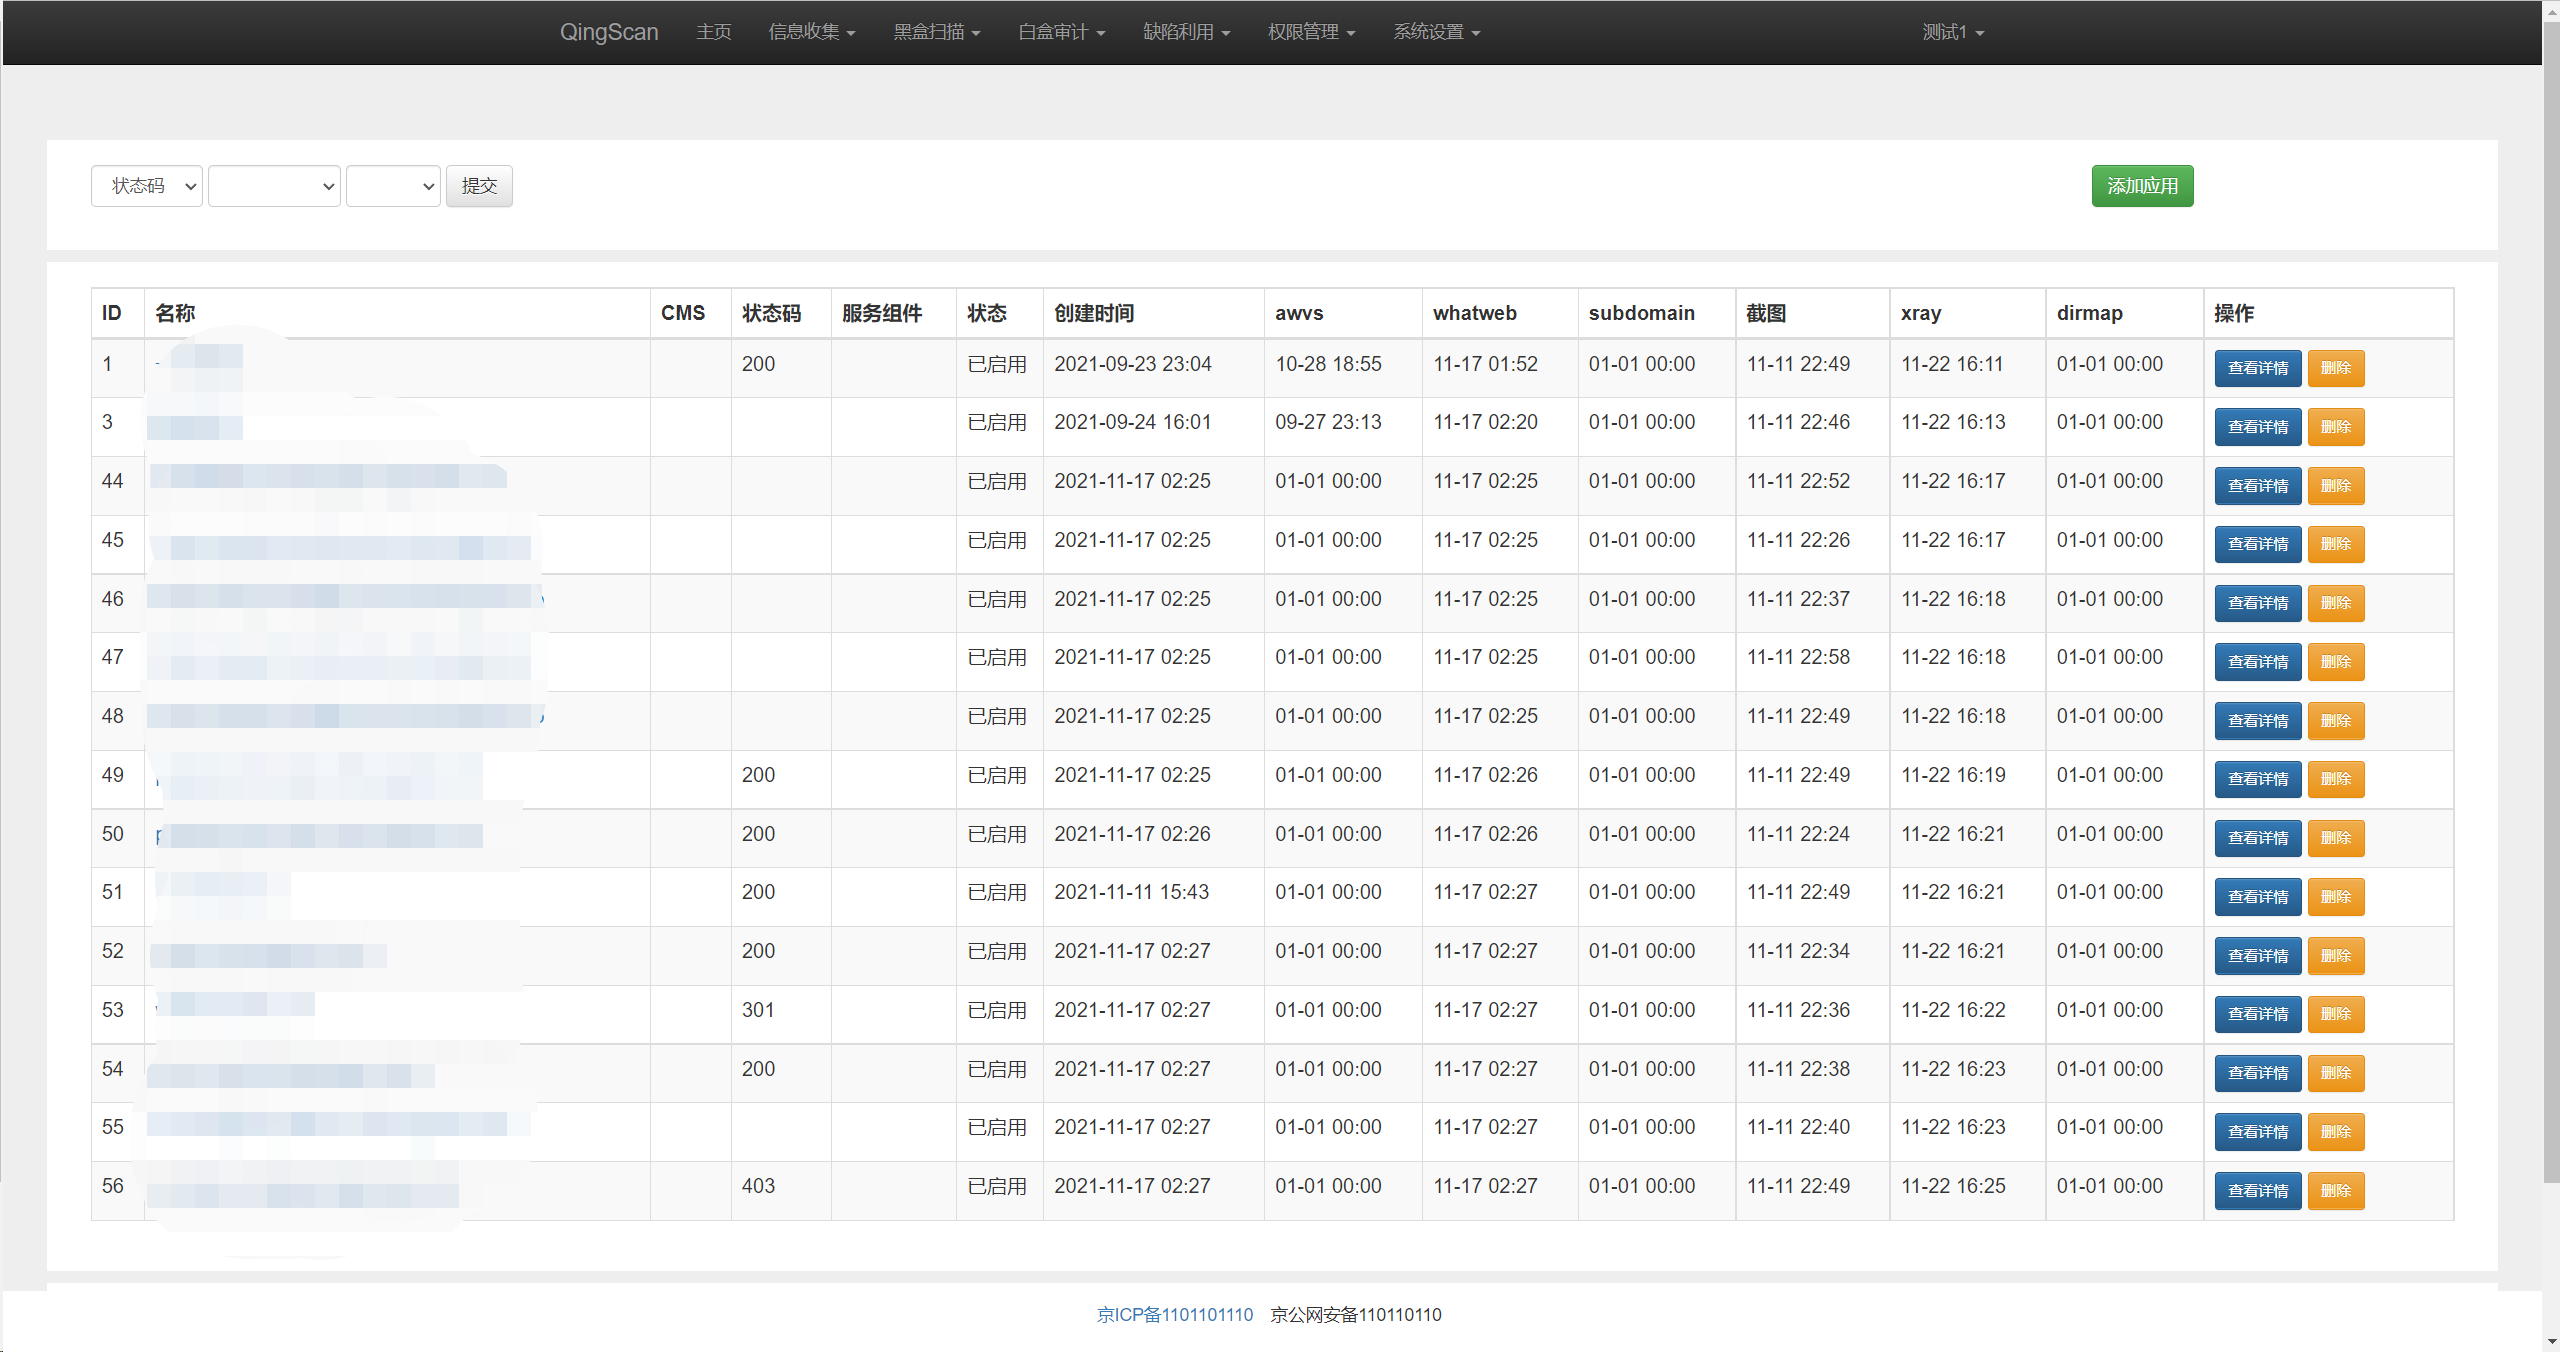 QingScan 主页 信息收集 黑盒扫描 白盒审计 缺陷利用 权限管理 系统设置 测试1
状态码 提交 添加应用
ID 名称 CMS 状态码 服务组件 状态 创建时间 awvs whatweb subdomain 截图 xray dirmap 操作
1 200 已启用 2021-09-23 23:04 10-28 18:55 11-17 01:52 01-01 00:00 11-11 22:49 11-22 16:11 01-01 00:00 查看详情 删除
3 已启用 2021-09-24 16:01 09-27 23:13 11-17 02:20 01-01 00:00 11-11 22:46 11-22 16:13 01-01 00:00 查看详情 删除
44 已启用 2021-11-17 02:25 01-01 00:00 11-17 02:25 01-01 00:00 11-11 22:52 11-22 16:17 01-01 00:00 查看详情 删除
45 已启用 2021-11-17 02:25 01-01 00:00 11-17 02:25 01-01 00:00 11-11 22:26 11-22 16:17 01-01 00:00 查看详情 删除
46 已启用 2021-11-17 02:25 01-01 00:00 11-17 02:25 01-01 00:00 11-11 22:37 11-22 16:18 01-01 00:00 查看详情 删除
47 已启用 2021-11-17 02:25 01-01 00:00 11-17 02:25 01-01 00:00 11-11 22:58 11-22 16:18 01-01 00:00 查看详情 删除
48 已启用 2021-11-17 02:25 01-01 00:00 11-17 02:25 01-01 00:00 11-11 22:49 11-22 16:18 01-01 00:00 查看详情 删除
49 200 已启用 2021-11-17 02:25 01-01 00:00 11-17 02:26 01-01 00:00 11-11 22:49 11-22 16:19 01-01 00:00 查看详情 删除
50 200 已启用 2021-11-17 02:26 01-01 00:00 11-17 02:26 01-01 00:00 11-11 22:24 11-22 16:21 01-01 00:00 查看详情 删除
51 200 已启用 2021-11-11 15:43 01-01 00:00 11-17 02:27 01-01 00:00 11-11 22:49 11-22 16:21 01-01 00:00 查看详情 删除
52 200 已启用 2021-11-17 02:27 01-01 00:00 11-17 02:27 01-01 00:00 11-11 22:34 11-22 16:21 01-01 00:00 查看详情 删除
53 301 已启用 2021-11-17 02:27 01-01 00:00 11-17 02:27 01-01 00:00 11-11 22:36 11-22 16:22 01-01 00:00 查看详情 删除
54 200 已启用 2021-11-17 02:27 01-01 00:00 11-17 02:27 01-01 00:00 11-11 22:38 11-22 16:23 01-01 00:00 查看详情 删除
55 已启用 2021-11-17 02:27 01-01 00:00 11-17 02:27 01-01 00:00 11-11 22:40 11-22 16:23 01-01 00:00 查看详情 删除
56 403 已启用 2021-11-17 02:27 01-01 00:00 11-17 02:27 01-01 00:00 11-11 22:49 11-22 16:25 01-01 00:00 查看详情 删除
京ICP备1101101110 京公网安备110110110